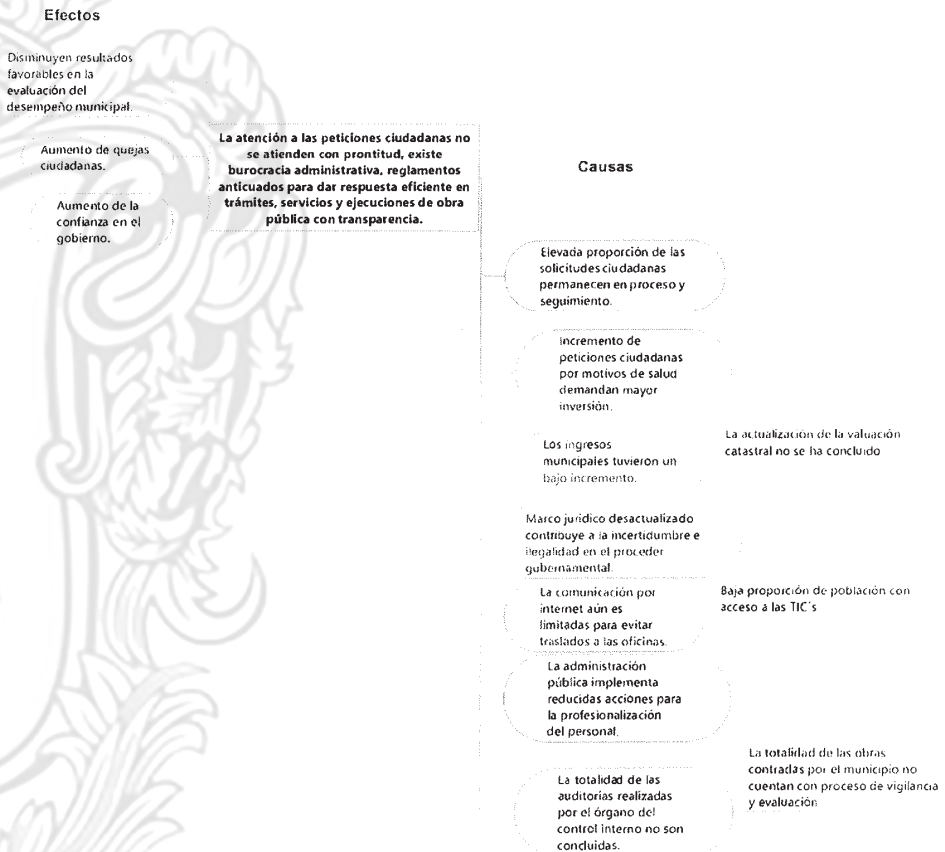 Efectos
Disminuyen resultados
favorables en la
evaluación del
desempeño municipal.
Aumento de quejas
ciudadanas.
Aumento de la
confianza en el
gobierno.
La atención a las peticiones ciudadanas no
se atienden con prontitud, existe
burocracia administrativa, reglamentos
anticuados para dar respuesta eficiente en
trámites, servicios y ejecuciones de obra
pública con transparencia.
Causas
Elevada proporción de las
solicitudes ciudadanas
permanecen en proceso y
seguimiento.
Incremento de
peticiones ciudadanas
por motivos de salud
demandan mayor
inversión.
Los ingresos
municipales tuvieron un
bajo incremento.
La actualización de la valuación
catastral no se ha concluido
Marco jurídico desactualizado
contribuye a la incertidumbre e
ilegalidad en el proceder
gubernamental.
La comunicación por
internet aún es
limitadas para evitar
traslados a las oficinas.
Baja proporción de población con
acceso a las TIC´s
La administración
pública implementa
reducidas acciones para
la profesionalización
del personal.
La totalidad de las
auditorías realizadas
por el órgano del
control interno no son
concluidas.
La totalidad de las obras
contradas por el municipio no
cuentan con proceso de vigilancia
y evaluación